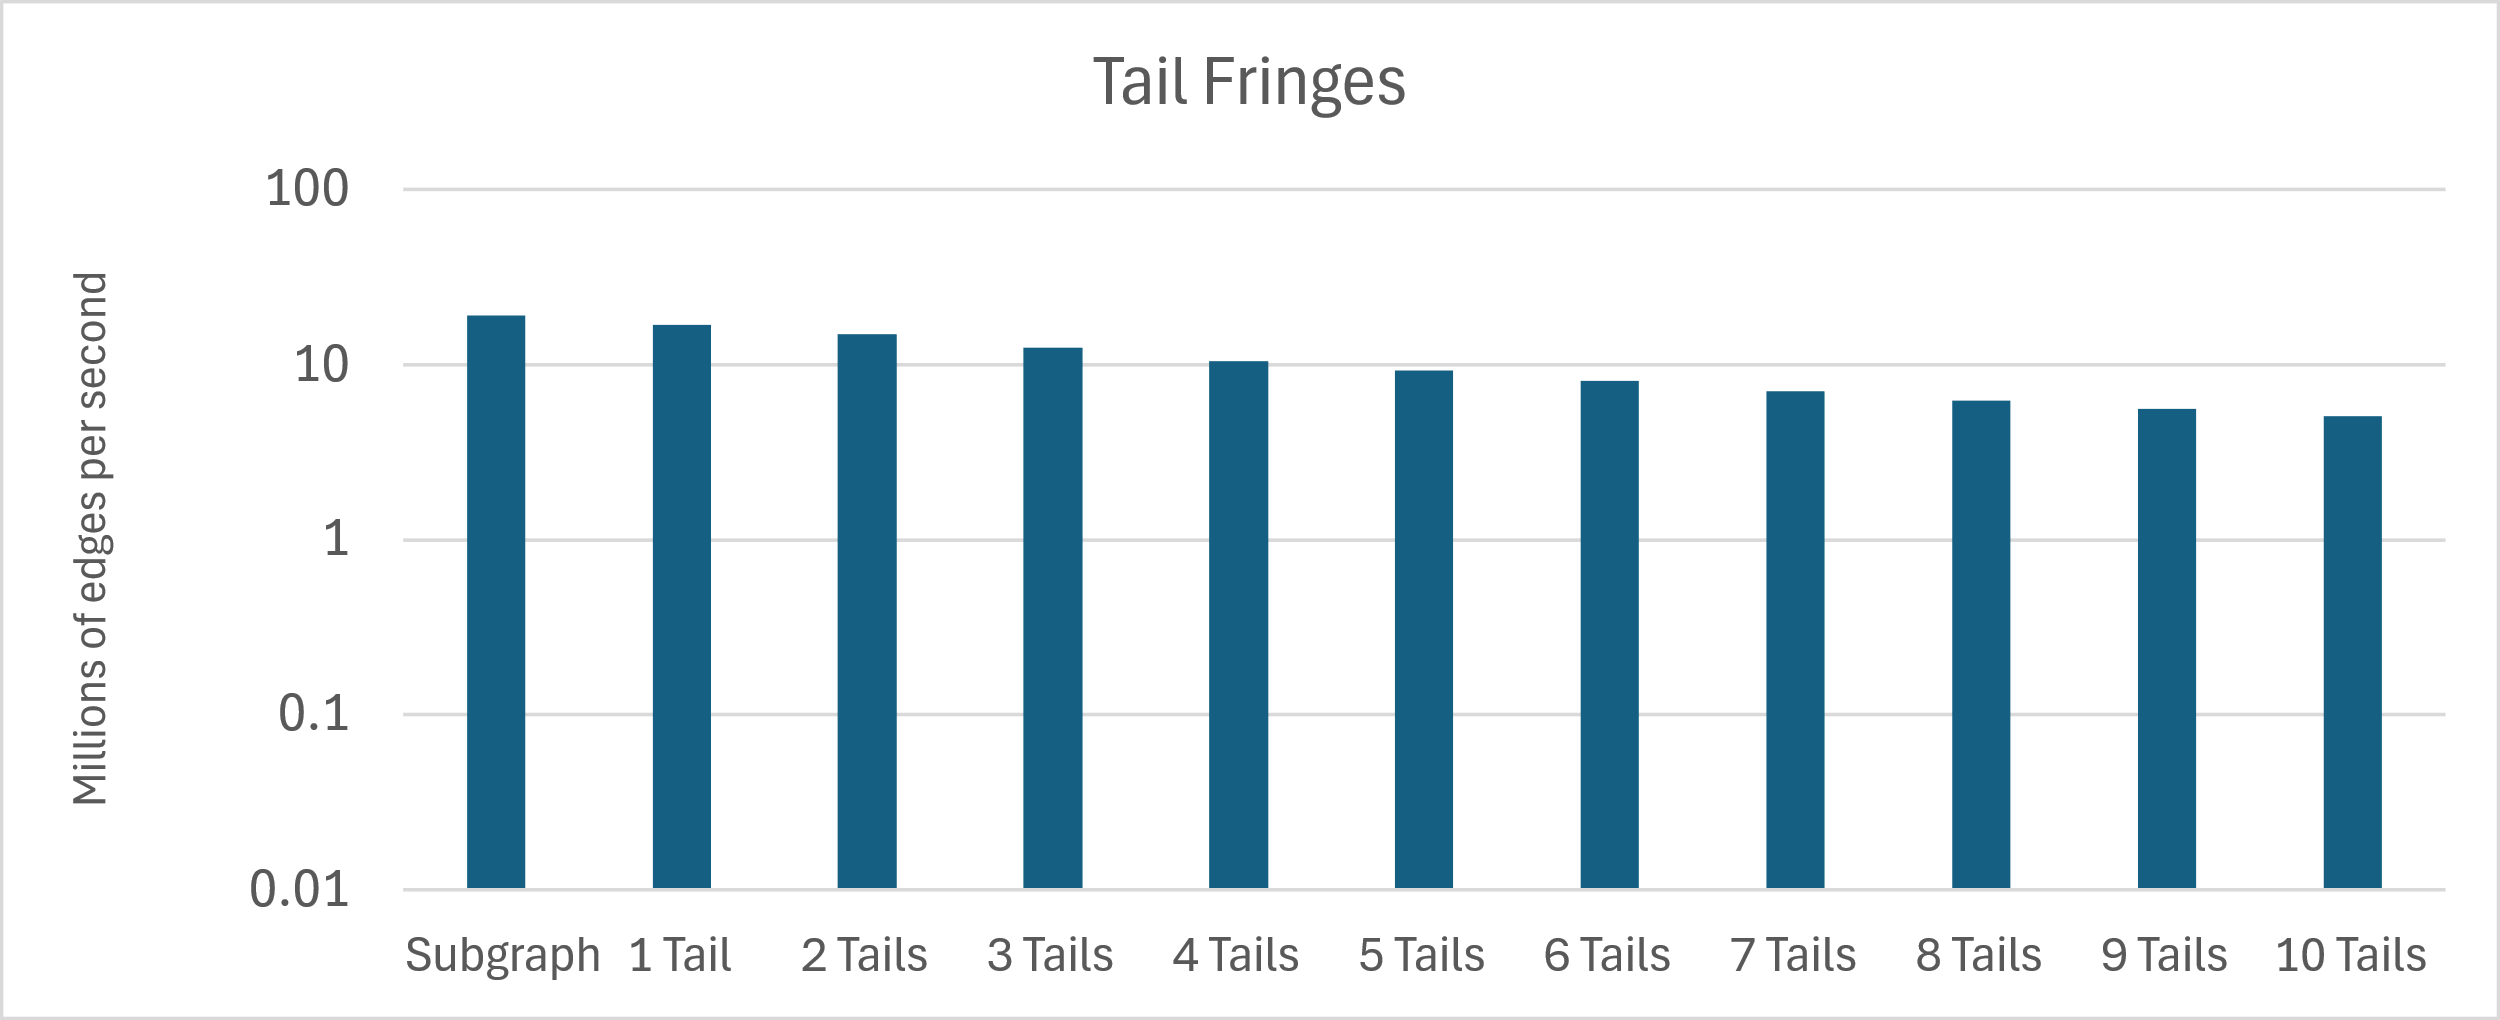 Tail Fringes
Millions of edges per second
100
10
1
0.1
0.01
Subgraph 1 Tail 2 Tails 3 Tails 4 Tails 5 Tails 6 Tails 7 Tails 8 Tails 9 Tails 10 Tails